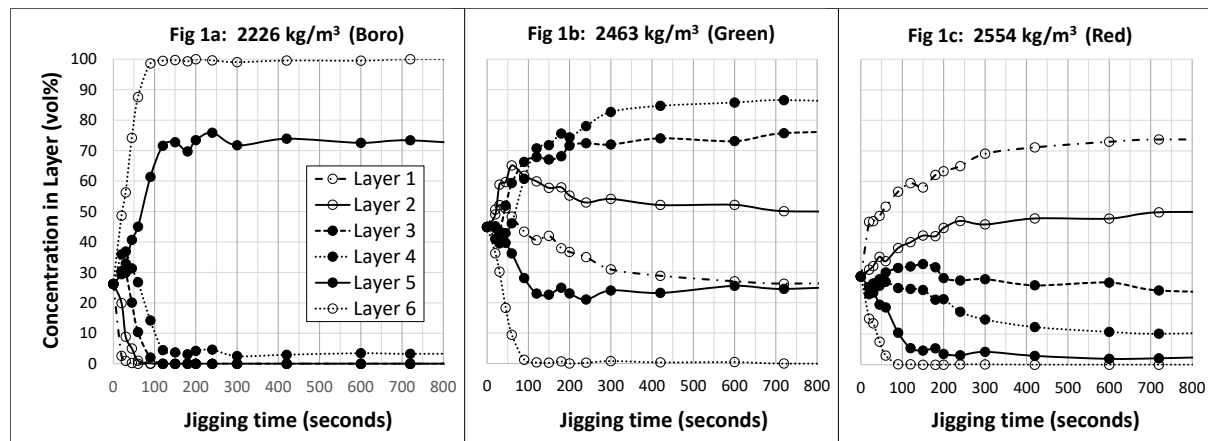 Fig 1a: 2226 kg/m³ (Boro)
Fig 1b: 2463 kg/m³ (Green)
Fig 1c: 2554 kg/m³ (Red)
Concentration in Layer (vol%)
100
90
80
70
60
50
40
30
20
10
0
Layer 1
Layer 2
Layer 3
Layer 4
Layer 5
Layer 6
0 100 200 300 400 500 600 700 800
0 100 200 300 400 500 600 700 800
0 100 200 300 400 500 600 700 800
Jigging time (seconds)
Jigging time (seconds)
Jigging time (seconds)